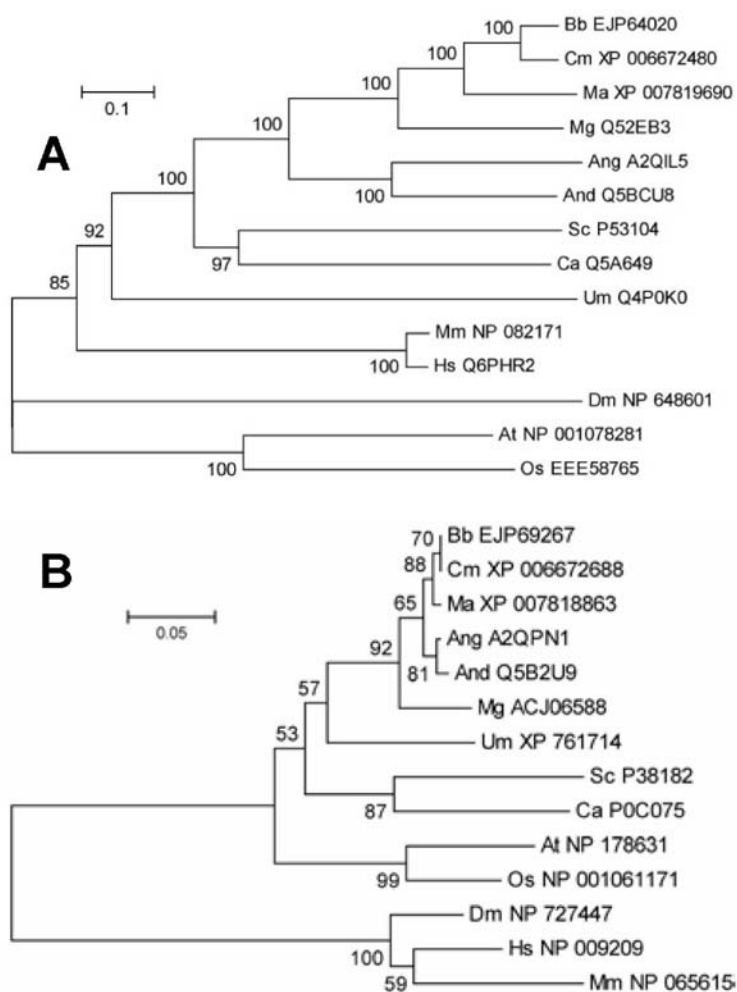 100
Bb EJP64020
100
Cm XP 006672480
100
Ma XP 007819690
0.1
100
Mg Q52EB3
A
Ang A2QIL5
100
100
And Q5BCU8
92
Sc P53104
97
Ca Q5A649
85
Um Q4P0K0
Mm NP 082171
100
Hs Q6PHR2
Dm NP 648601
At NP 001078281
100
Os EEE58765
B
70
Bb EJP69267
88
Cm XP 006672688
65
Ma XP 007818863
0.05
92
Ang A2QPN1
81
And Q5B2U9
57
Mg ACJ06588
53
Um XP 761714
Sc P38182
87
Ca P0C075
At NP 178631
99
Os NP 001061171
Dm NP 727447
100
Hs NP 009209
59
Mm NP 065615